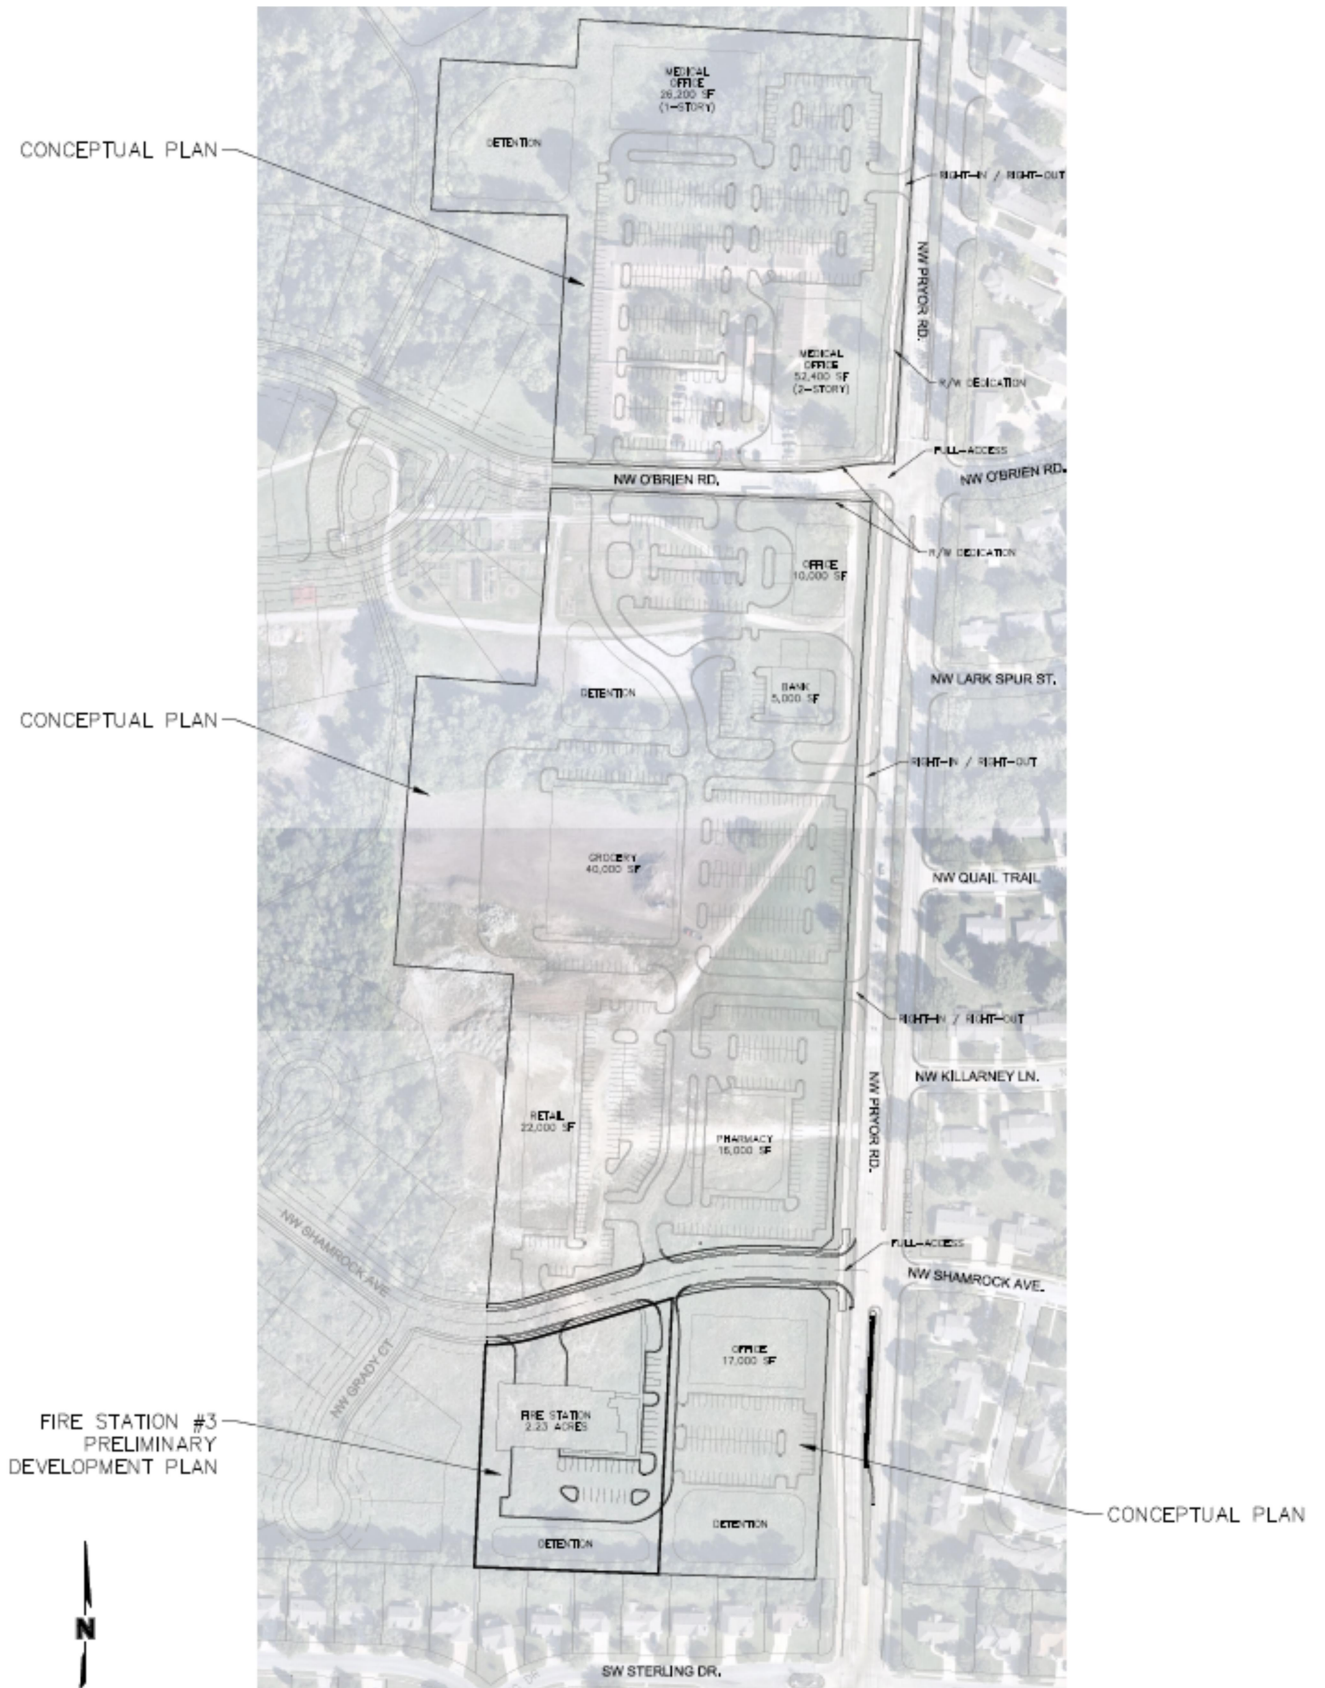 MEDICAL
OFFICE
26,200 SF
(1-STORY)
CONCEPTUAL PLAN
DETENTION
RIGHT-IN / RIGHT-OUT
NW PRYOR RD.
MEDICAL
OFFICE
52,400 SF
(2-STORY)
R/W DEDICATION
FULL-ACCESS
NW O'BRIEN RD.
NW O'BRIEN RD.
R/W DEDICATION
OFFICE
10,000 SF
NW LARK SPUR ST.
DETENTION
BANK
5,000 SF
CONCEPTUAL PLAN
RIGHT-IN / RIGHT-OUT
GROCERY
40,000 SF
NW QUAIL TRAIL
RIGHT-IN / RIGHT-OUT
NW KILLARNEY LN.
RETAIL
22,000 SF
NW PRYOR RD.
PHARMACY
NW SHAMROCK AVE
FULL-ACCESS
NW SHAMROCK AVE.
OFFICE
17,000 SF
NW GRADY CT
FIRE STATION #3
PRELIMINARY
DEVELOPMENT PLAN
FIRE STATION
2.23 ACRES
CONCEPTUAL PLAN
DETENTION
DETENTION
N
SW STERLING DR.